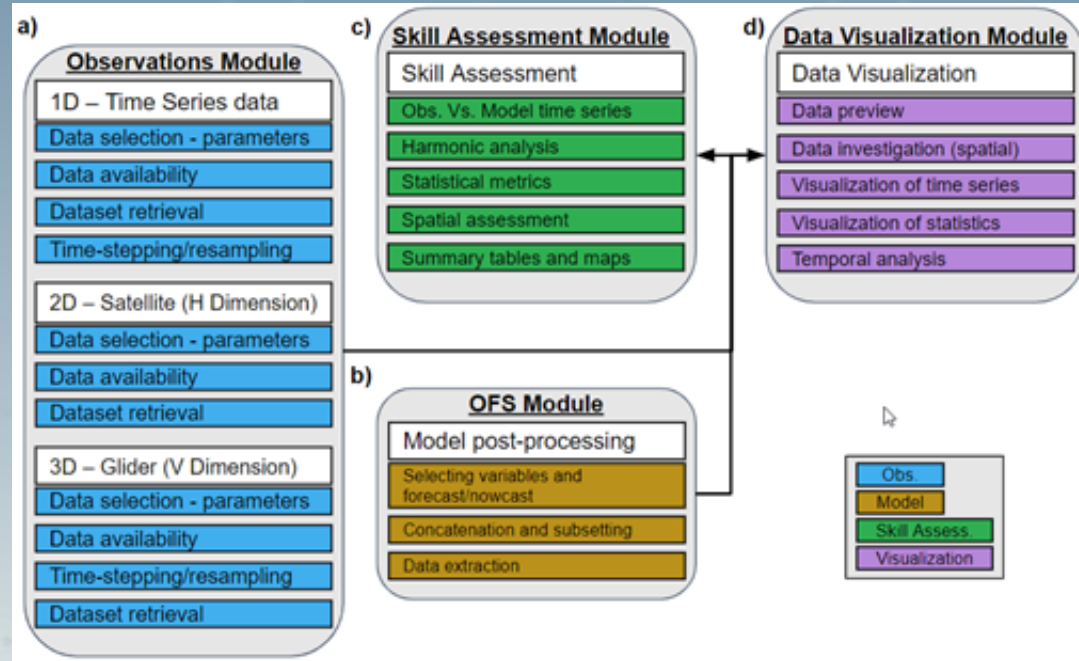 a)
Observations Module
1D – Time Series data
Data selection - parameters
Data availability
Dataset retrieval
Time-stepping/resampling
2D – Satellite (H Dimension)
Data selection - parameters
Data availability
Dataset retrieval
3D – Glider (V Dimension)
Data selection - parameters
Data availability
Time-stepping/resampling
Dataset retrieval
c)
Skill Assessment Module
Skill Assessment
Obs. Vs. Model time series
Harmonic analysis
Statistical metrics
Spatial assessment
Summary tables and maps
d)
Data Visualization Module
Data Visualization
Data preview
Data investigation (spatial)
Visualization of time series
Visualization of statistics
Temporal analysis
b)
OFS Module
Model post-processing
Selecting variables and
forecast/nowcast
Concatenation and subsetting
Data extraction
Obs.
Model
Skill Assess.
Visualization